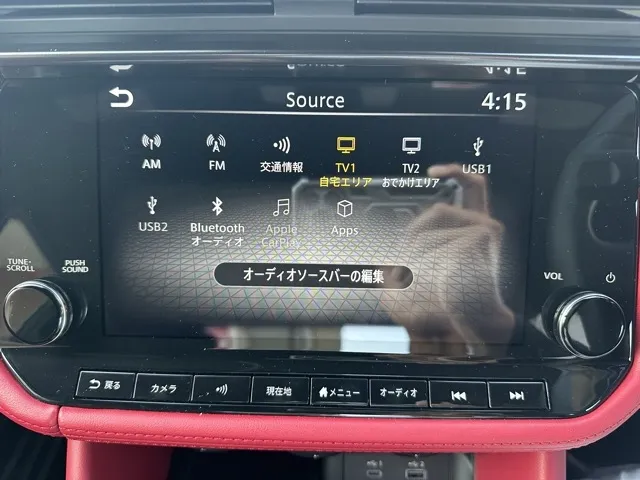 Source 4:15
AM FM 交通情報 TV1 TV2 USB1
自宅エリア おでかけエリア
USB2 Bluetooth Apple Apps
オーディオ CarPlay
オーディオソースバーの編集
TUNE・ PUSH VOL
SCROLL SOUND
戻る カメラ 現在地 メニュー オーディオ